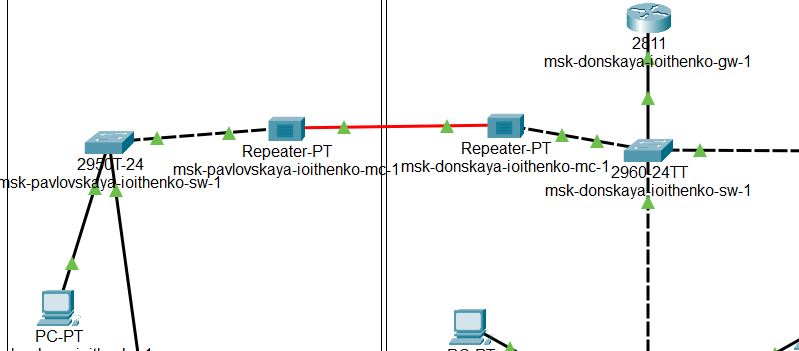 2811
msk-donskaya-ioithenko-gw-1
Repeater-PT
msk-pavlovskaya-ioithenko-mc-1
Repeater-PT
msk-donskaya-ioithenko-mc-1
2950T-24
msk-pavlovskaya-ioithenko-sw-1
2960-24TT
msk-donskaya-ioithenko-sw-1
PC-PT